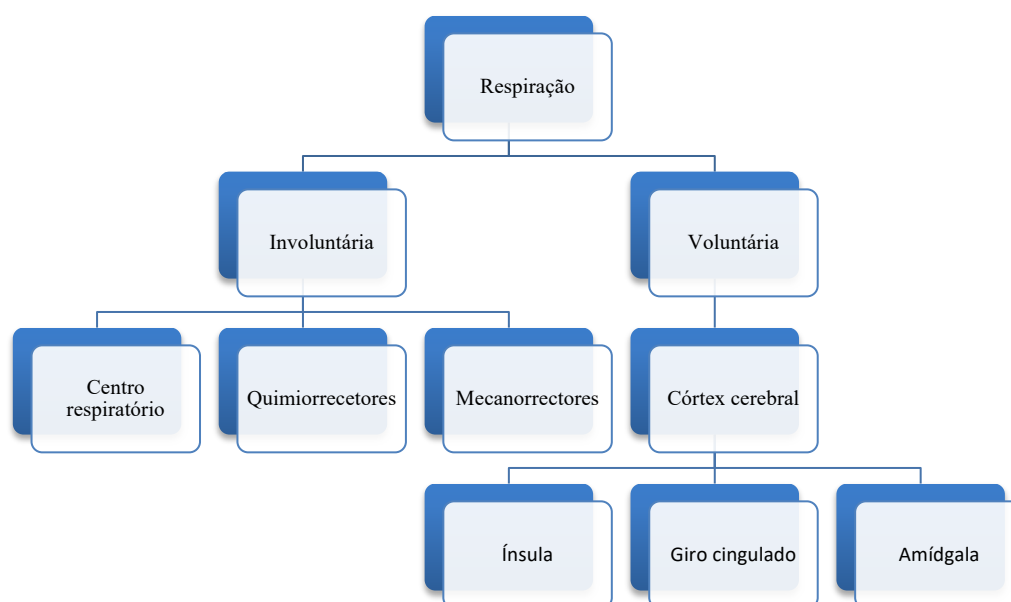 Respiração
Involuntária
Voluntária
Centro
respiratório
Quimiorrecetores
Mecanorrectores
Córtex cerebral
Ínsula
Giro cingulado
Amídgala